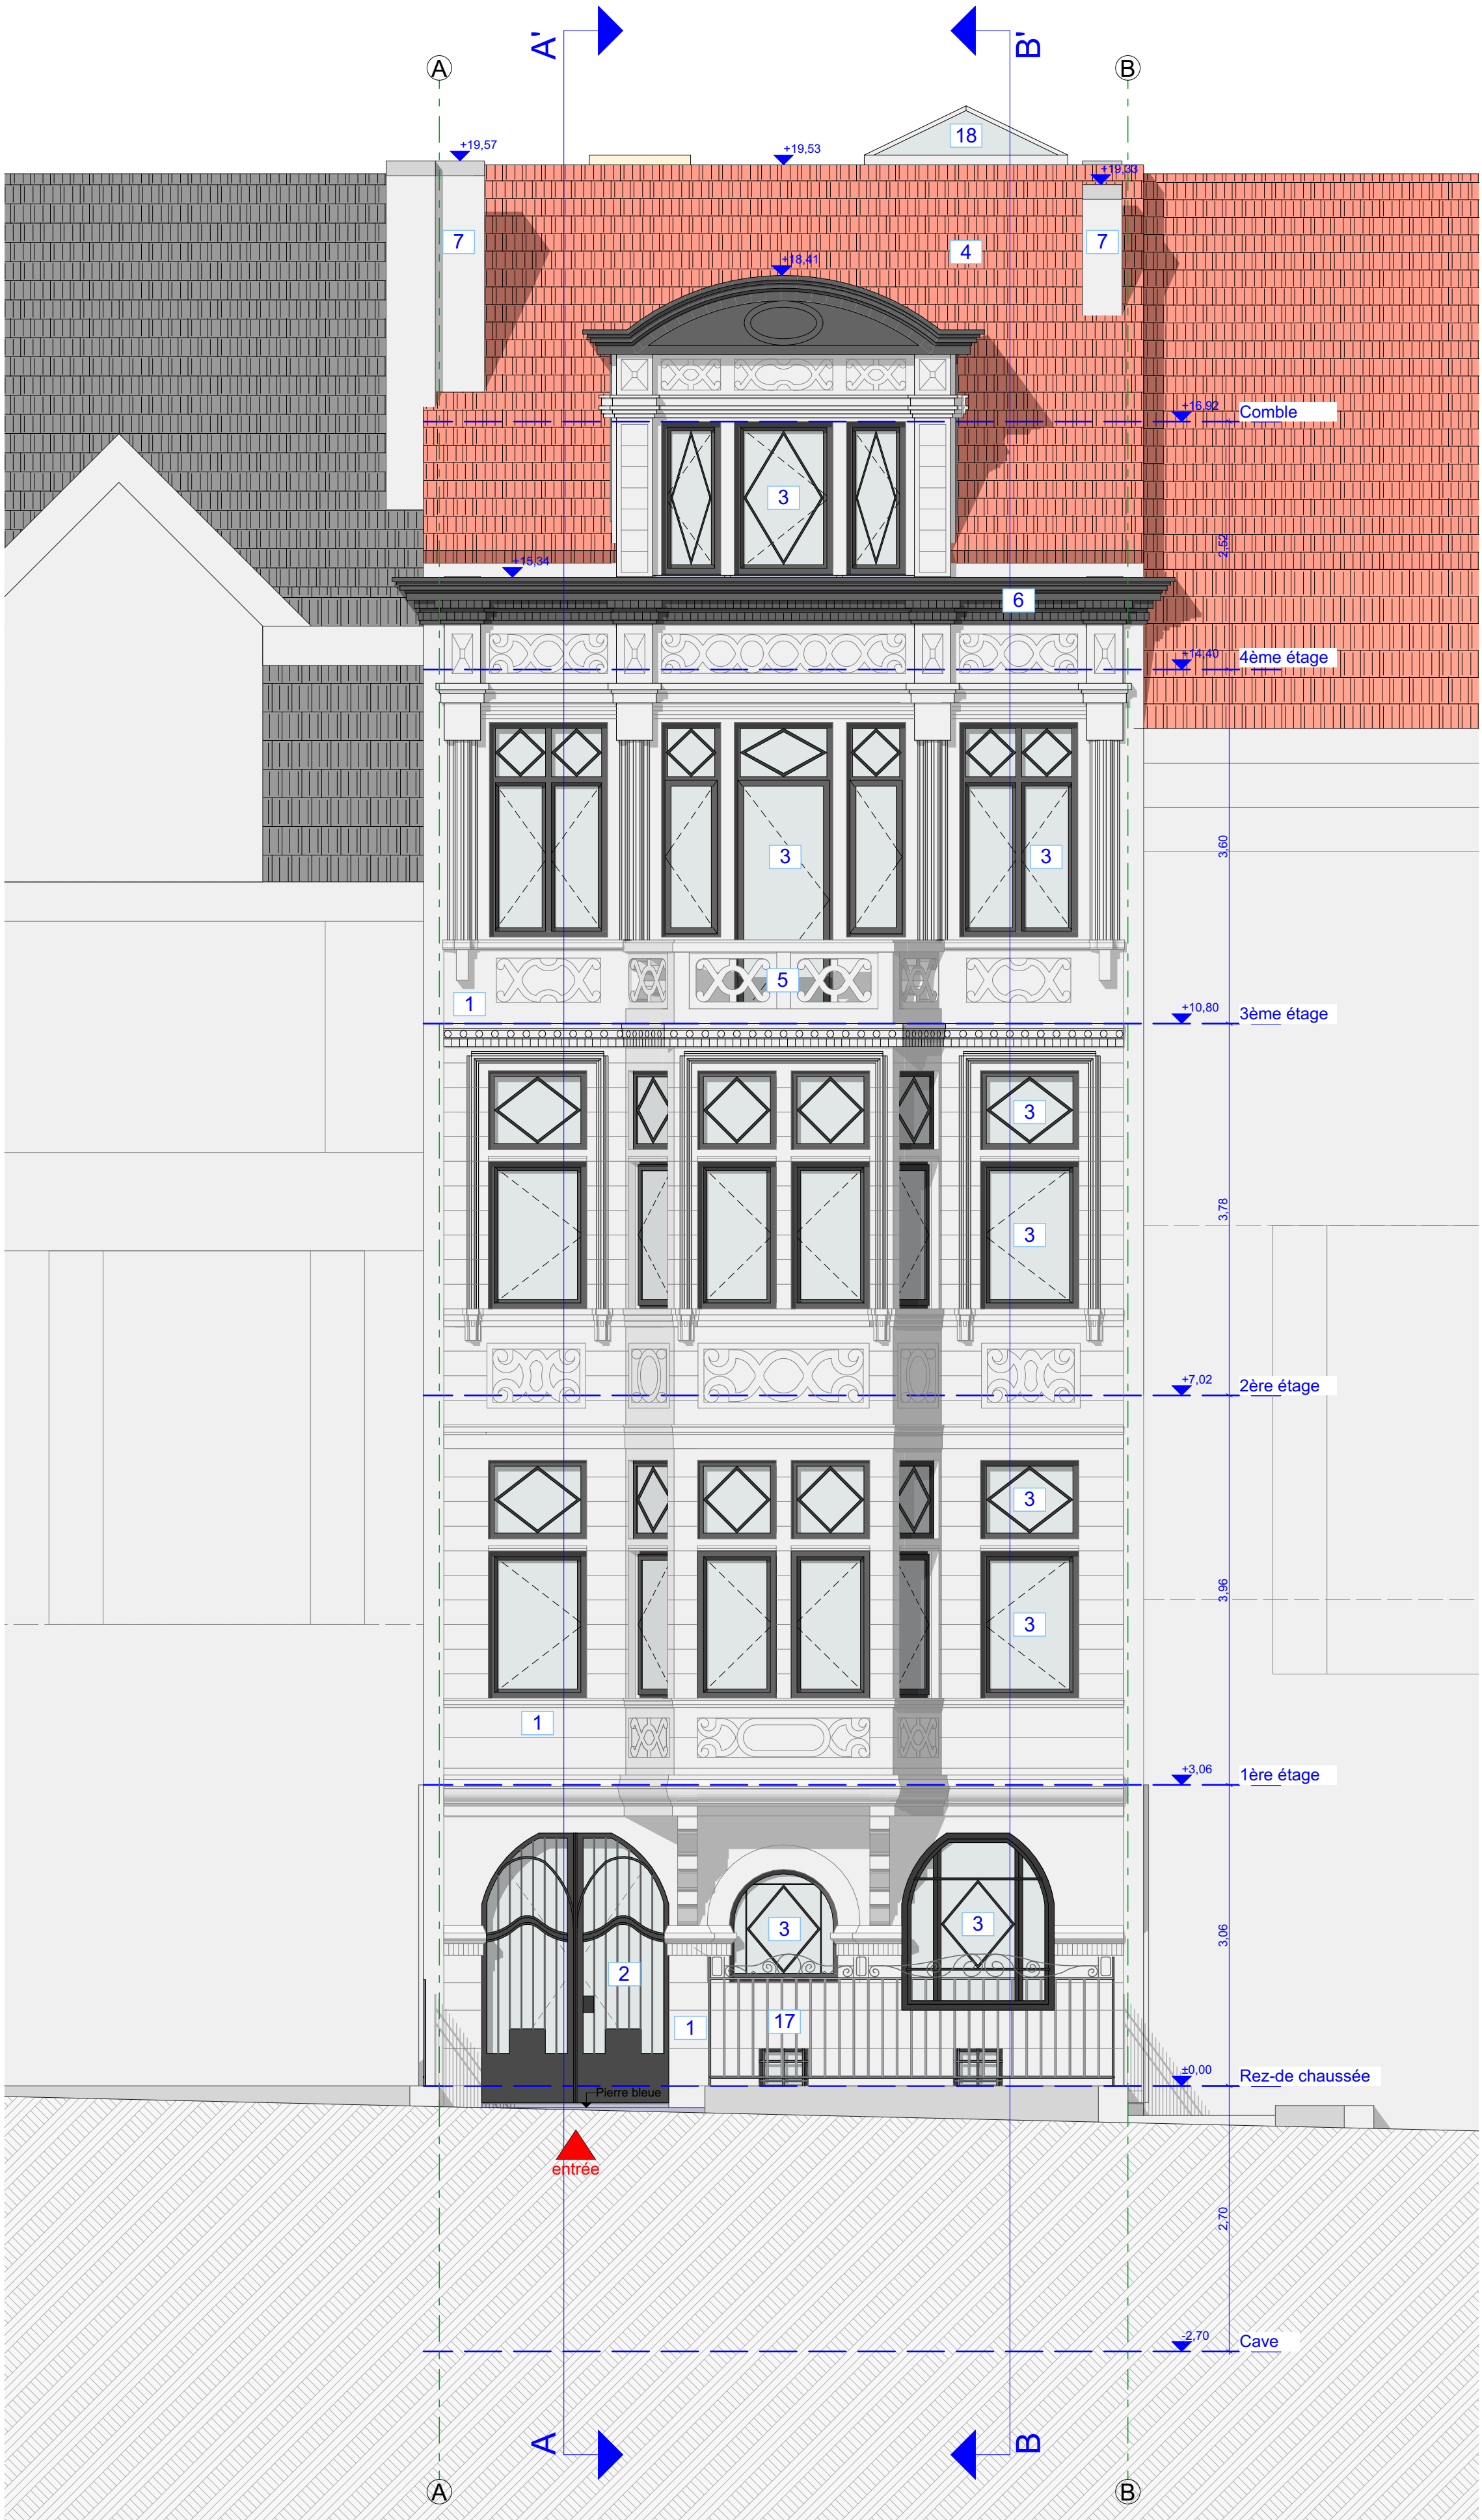 A'
B'
A
B
18
+19,57
+19,53
+19,33
7
4
7
+18,41
+16,92
Comble
3
2,52
+15,34
6
+14,40
4ème étage
3,60
3
3
5
1
+10,80
3ème étage
3
3,78
3
+7,02
2ère étage
3
3,96
3
1
+3,06
1ère étage
3
3
3,06
2
17
1
±0,00
Rez-de chaussée
Pierre bleue
entrée
2,70
-2,70
Cave
A
B
A
B